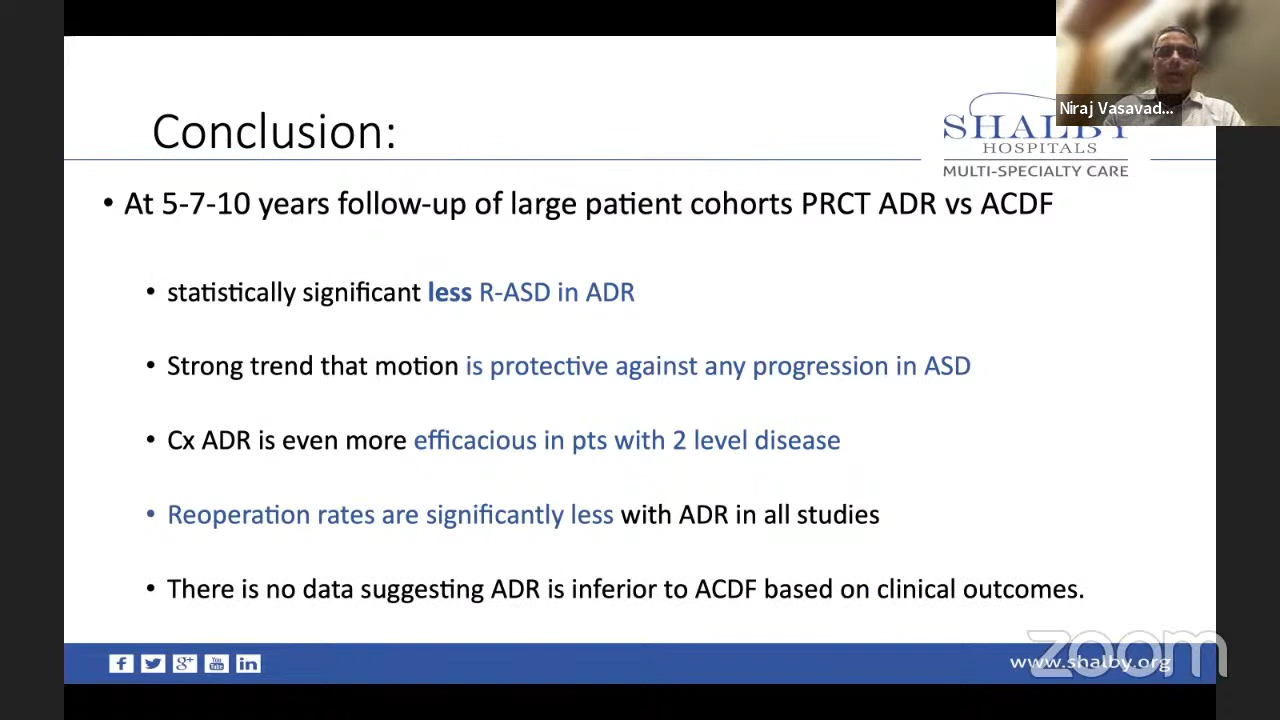 Niraj Vasavad...
SHALBY
HOSPITALS
MULTI-SPECIALTY CARE
Conclusion:
• At 5-7-10 years follow-up of large patient cohorts PRCT ADR vs ACDF
• statistically significant less R-ASD in ADR
• Strong trend that motion is protective against any progression in ASD
• Cx ADR is even more efficacious in pts with 2 level disease
• Reoperation rates are significantly less with ADR in all studies
• There is no data suggesting ADR is inferior to ACDF based on clinical outcomes.
f g+ You Tube in
www.shalby.org
zoom